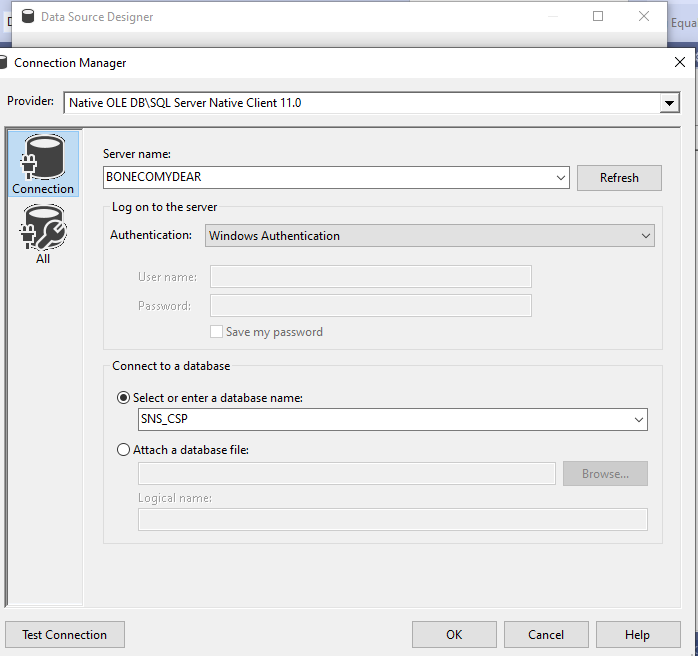 Data Source Designer
Equa
Connection Manager
Provider:
Native OLE DB\SQL Server Native Client 11.0
Connection
All
Server name:
BONECOMYDEAR
Refresh
Log on to the server
Authentication:
Windows Authentication
User name:
Password:
Save my password
Connect to a database
Select or enter a database name:
SNS_CSP
Attach a database file:
Browse...
Logical name:
Test Connection
OK
Cancel
Help